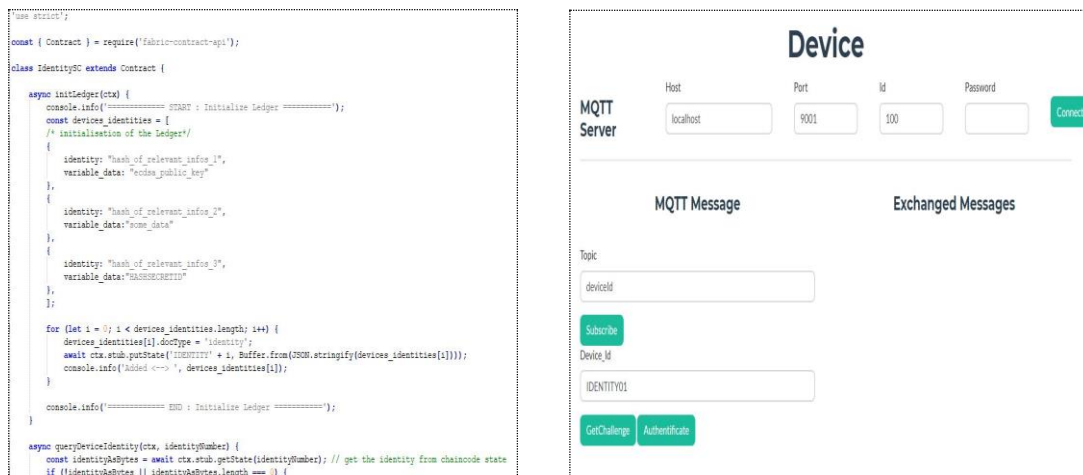 'use strict';
const { Contract } = require('fabric-contract-api');
class IdentitySC extends Contract {
async initLedger(ctx) {
console.info('============= START : Initialize Ledger ===========');
const devices_identities = [
/* initialisation of the Ledger*/
{
identity: "hash_of_relevant_infos_1",
variable_data: "ecdsa_public_key"
},
{
identity: "hash_of_relevant_infos_2",
variable_data:"some_data"
},
{
identity: "hash_of_relevant_infos_3",
variable_data:"HASHSECRETID"
},
];
for (let i = 0; i < devices_identities.length; i++) {
devices_identities[i].docType = 'identity';
await ctx.stub.putState('IDENTITY' + i, Buffer.from(JSON.stringify(devices_identities[i])));
console.info('Added <--> ', devices_identities[i]);
}
console.info('============= END : Initialize Ledger ===========');
}
async queryDeviceIdentity(ctx, identityNumber) {
const identityAsBytes = await ctx.stub.getState(identityNumber); // get the identity from chaincode state
if (!identityAsBytes || identityAsBytes.length === 0) {
Device
Host Port Id Password
MQTT Server
localhost 9001 100 Connect
MQTT Message Exchanged Messages
Topic
deviceId
Subscribe
Device_Id
IDENTITY01
GetChallenge Authentificate